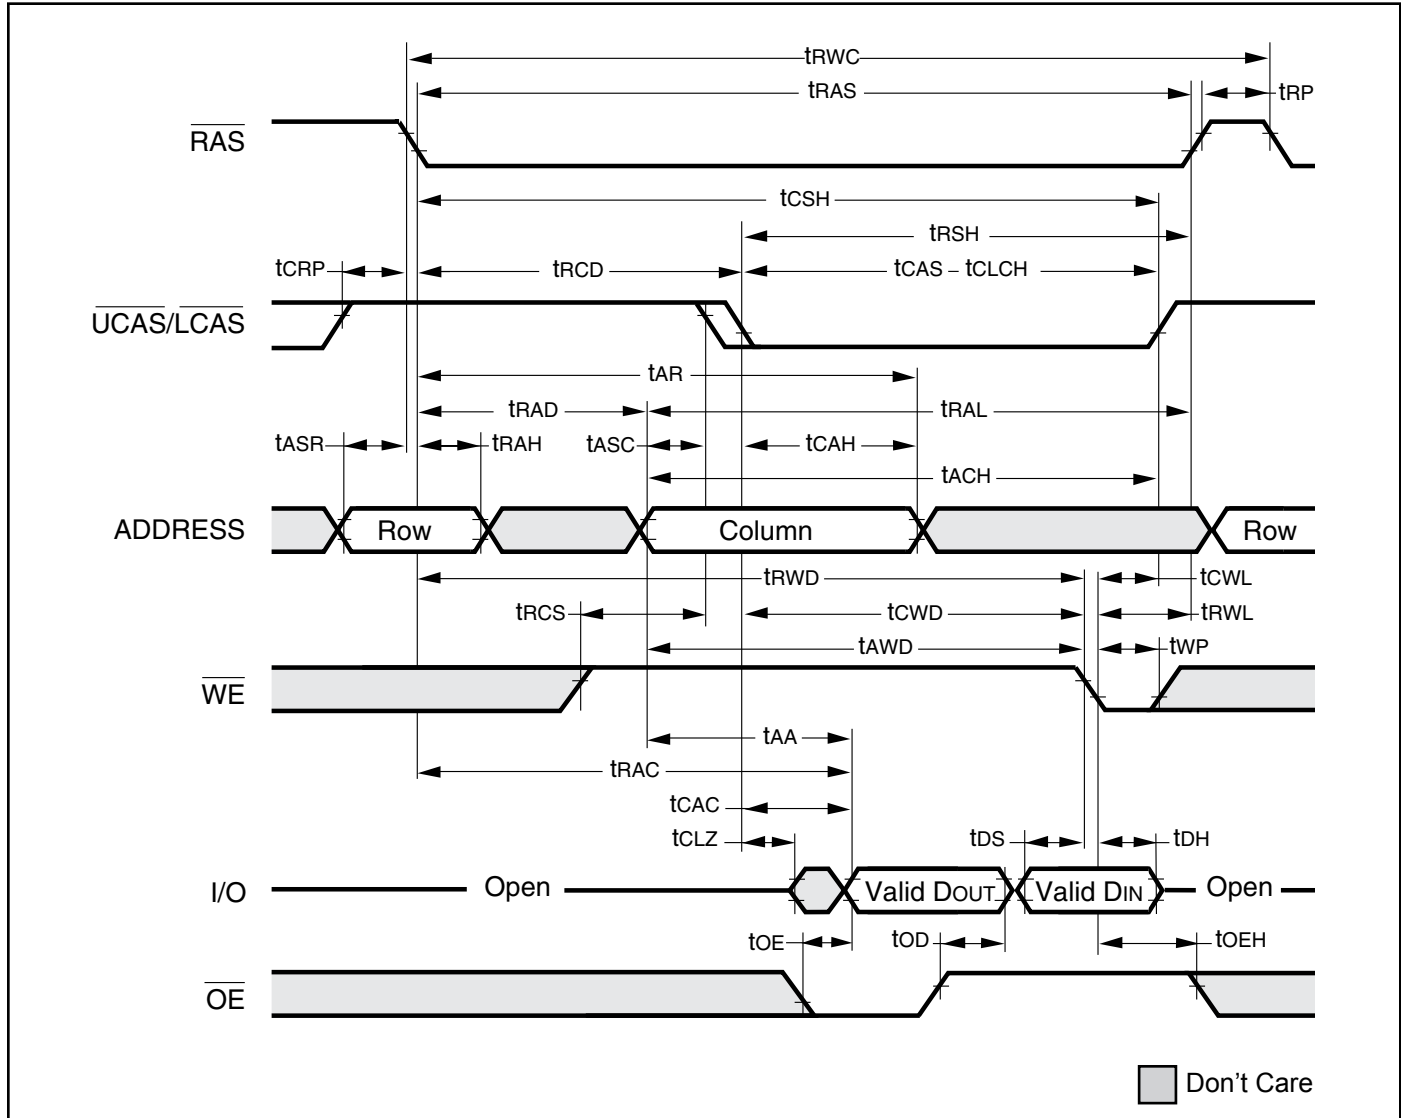 tRWC
tRAS
tRP
RAS
tCSH
tRSH
tCRP
tRCD
tCAS – tCLCH
UCAS/LCAS
tAR
tRAD
tRAL
tASR
tRAH
tASC
tCAH
tACH
ADDRESS
Row
Column
Row
tRWD
tCWL
tRCS
tCWD
tRWL
tAWD
tWP
WE
tAA
tRAC
tCAC
tCLZ
tDS
tDH
I/O
Open
Valid DOUT
Valid DIN
Open
tOE
tOD
tOEH
OE
Don't Care